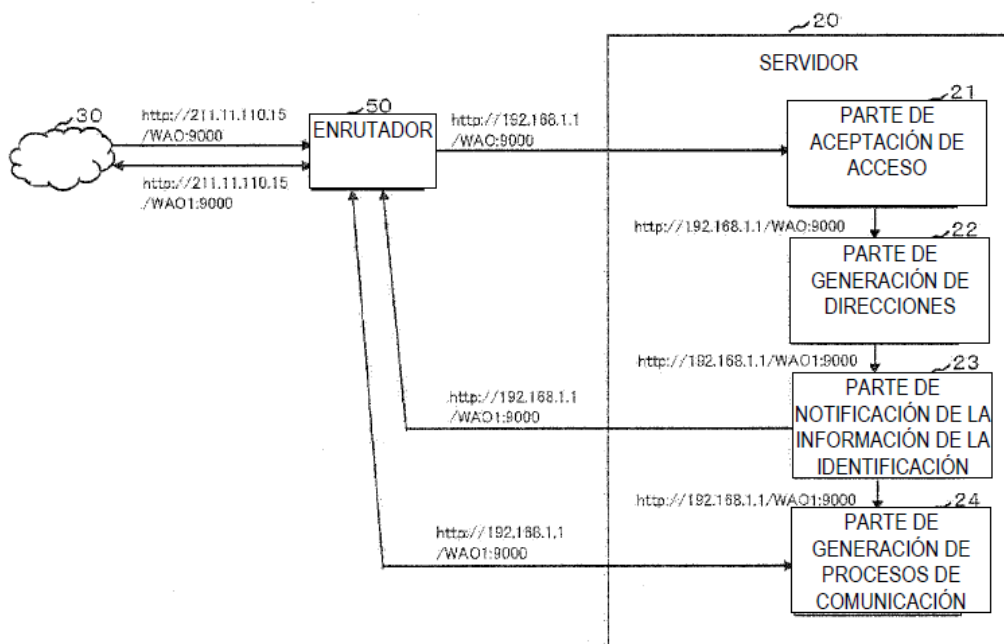 20
SERVIDOR
30
http://211.11.110.15
/WAO:9000
http://211.11.110.15
/WAO1:9000
50
ENRUTADOR
http://192.168.1.1
/WAO:9000
21
PARTE DE
ACEPTACIÓN DE
ACCESO
http://192.168.1.1/WAO:9000
22
PARTE DE
GENERACIÓN DE
DIRECCIONES
http://192.168.1.1/WAO1:9000
23
PARTE DE
NOTIFICACIÓN DE LA
INFORMACIÓN DE LA
IDENTIFICACIÓN
http://192.168.1.1
/WAO1:9000
http://192.168.1.1/WAO1:9000
24
PARTE DE
GENERACIÓN DE
PROCESOS DE
COMUNICACIÓN
http://192.168.1.1
/WAO1:9000